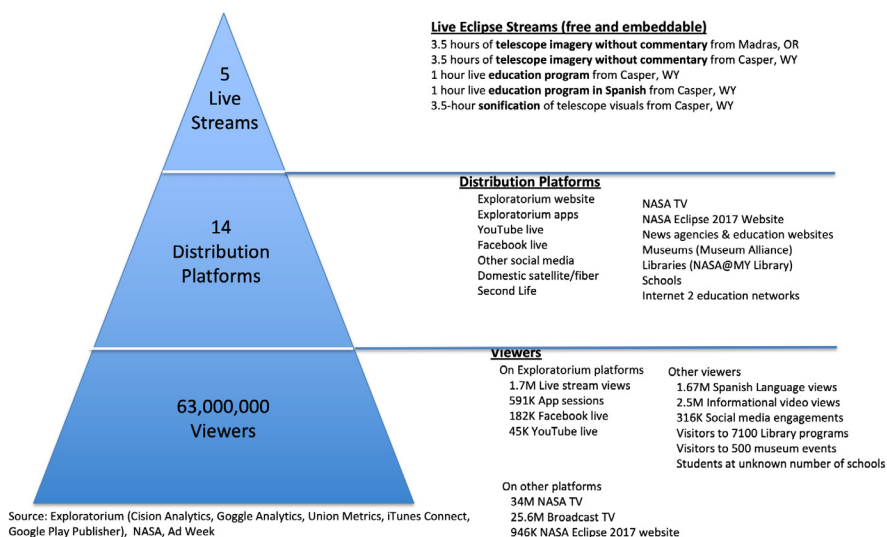 Live Eclipse Streams (free and embeddable)
3.5 hours of telescope imagery without commentary from Madras, OR
3.5 hours of telescope imagery without commentary from Casper, WY
1 hour live education program from Casper, WY
1 hour live education program in Spanish from Casper, WY
3.5-hour sonification of telescope visuals from Casper, WY
5
Live
Streams
Distribution Platforms
Exploratorium website
Exploratorium apps
YouTube live
Facebook live
Other social media
Domestic satellite/fiber
Second Life
NASA TV
NASA Eclipse 2017 Website
News agencies & education websites
Museums (Museum Alliance)
Libraries (NASA@MY Library)
Schools
Internet 2 education networks
14
Distribution
Platforms
Viewers
On Exploratorium platforms
1.7M Live stream views
591K App sessions
182K Facebook live
45K YouTube live
Other viewers
1.67M Spanish Language views
2.5M Informational video views
316K Social media engagements
Visitors to 7100 Library programs
Visitors to 500 museum events
Students at unknown number of schools
63,000,000
Viewers
On other platforms
34M NASA TV
25.6M Broadcast TV
946K NASA Eclipse 2017 website
Source: Exploratorium (Cision Analytics, Goggle Analytics, Union Metrics, iTunes Connect,
Google Play Publisher), NASA, Ad Week